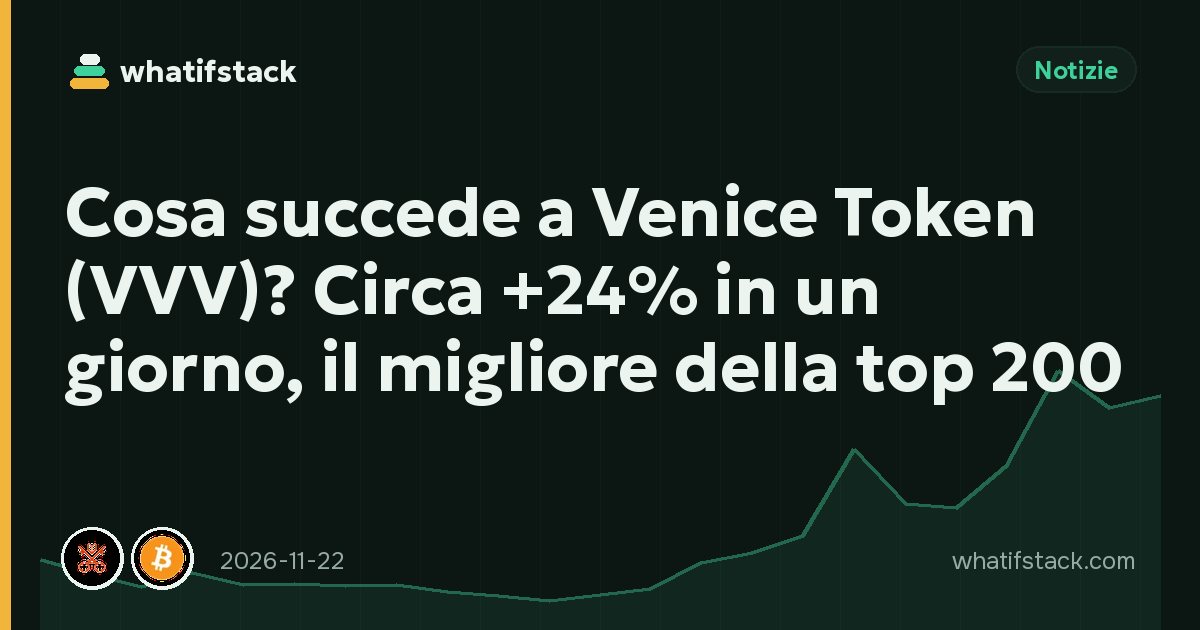 whatifstack
Notizie
Cosa succede a Venice Token
(VVV)? Circa +24% in un
giorno, il migliore della top 200
2026-11-22
whatifstack.com